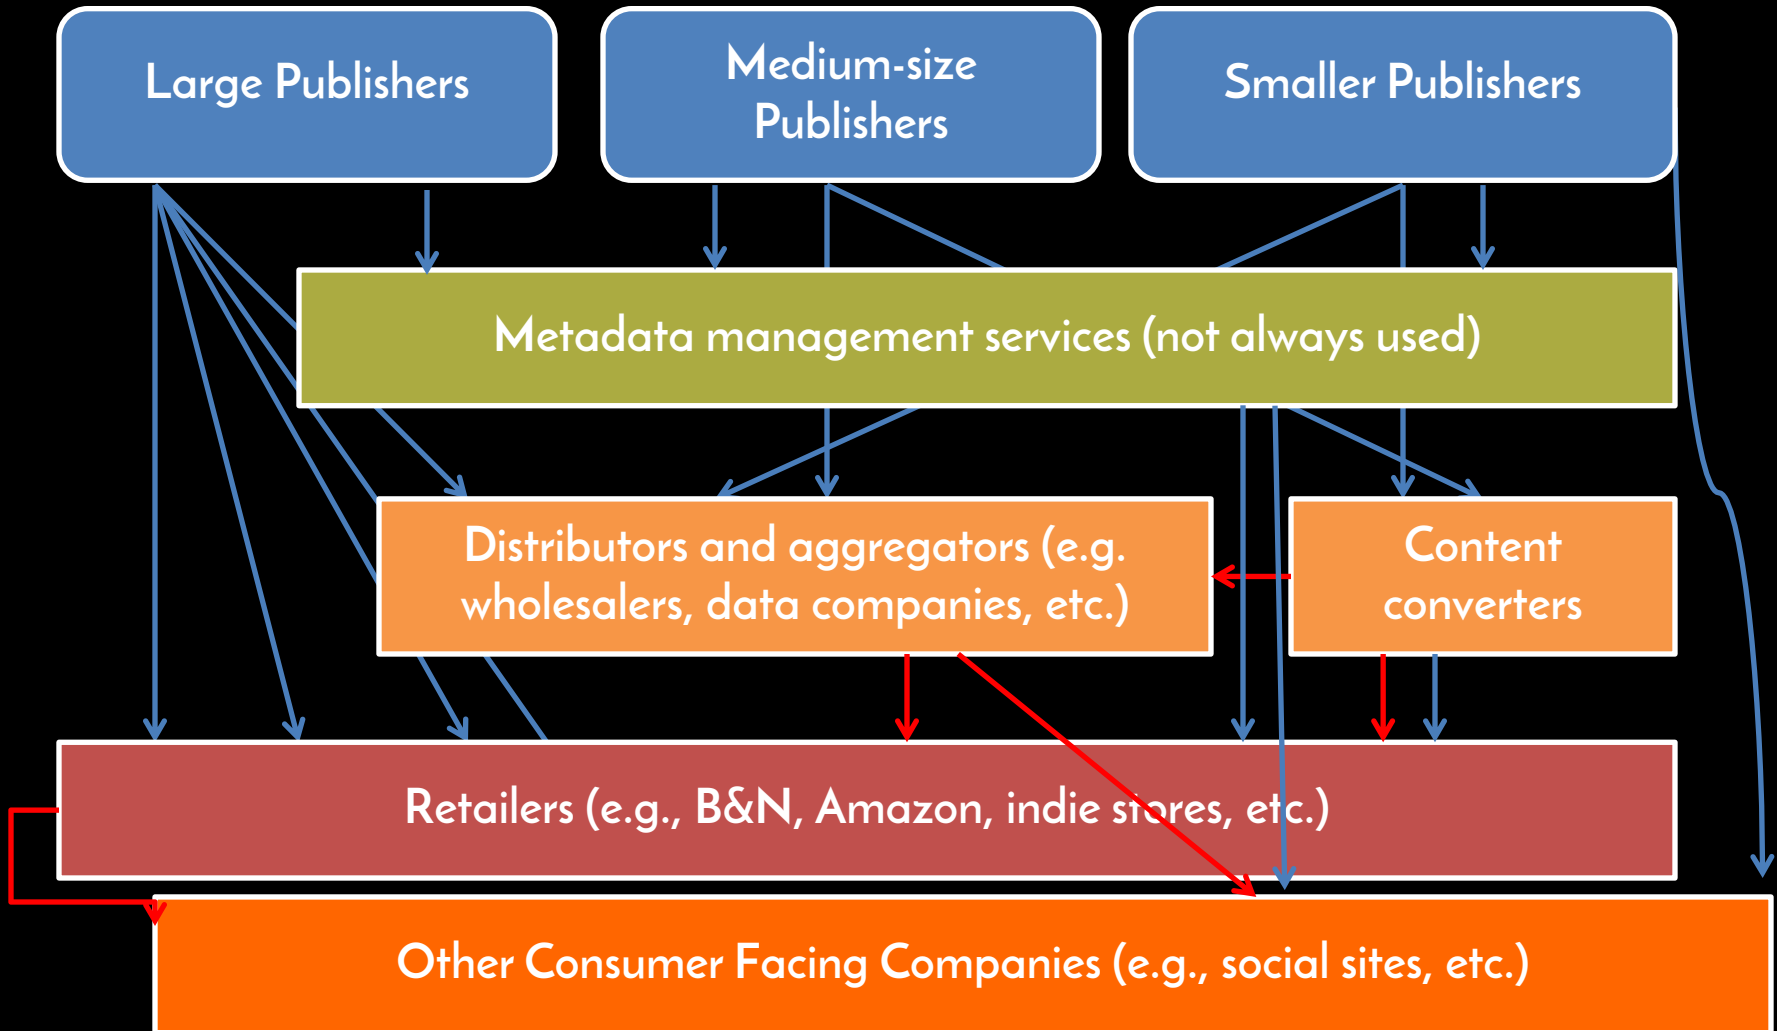 Large Publishers
Medium-size
Publishers
Smaller Publishers
Metadata management services (not always used)
Distributors and aggregators (e.g.
wholesalers, data companies, etc.)
Content
converters
Retailers (e.g., B&N, Amazon, indie stores, etc.)
Other Consumer Facing Companies (e.g., social sites, etc.)